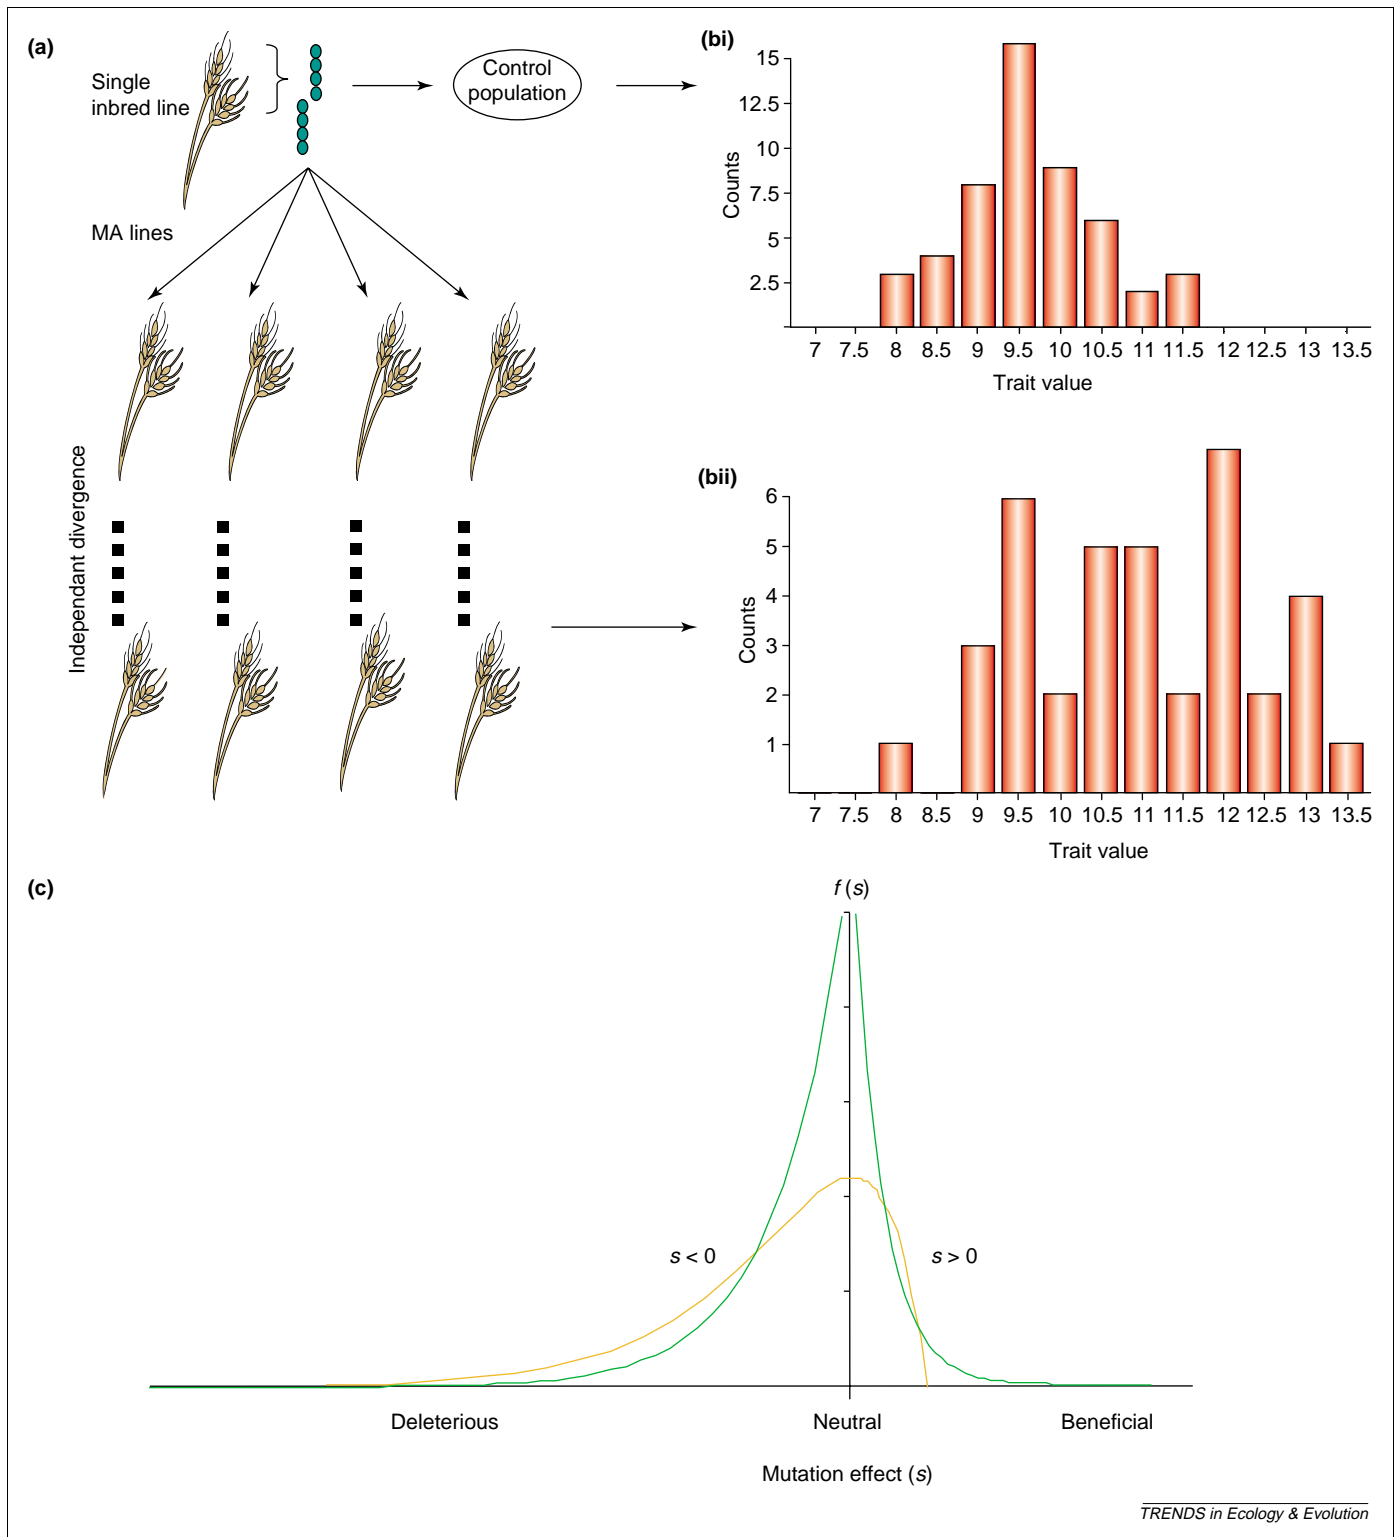 (a)
Single
inbred line
Control
population
MA lines
Independant divergence
(bi)
15
12.5
10
7.5
5
2.5
Counts
7 7.5 8 8.5 9 9.5 10 10.5 11 11.5 12 12.5 13 13.5
Trait value
(bii)
6
5
4
3
2
1
Counts
7 7.5 8 8.5 9 9.5 10 10.5 11 11.5 12 12.5 13 13.5
Trait value
(c)
f (s)
s < 0
s > 0
Deleterious
Neutral
Beneficial
Mutation effect (s)
TRENDS in Ecology & Evolution